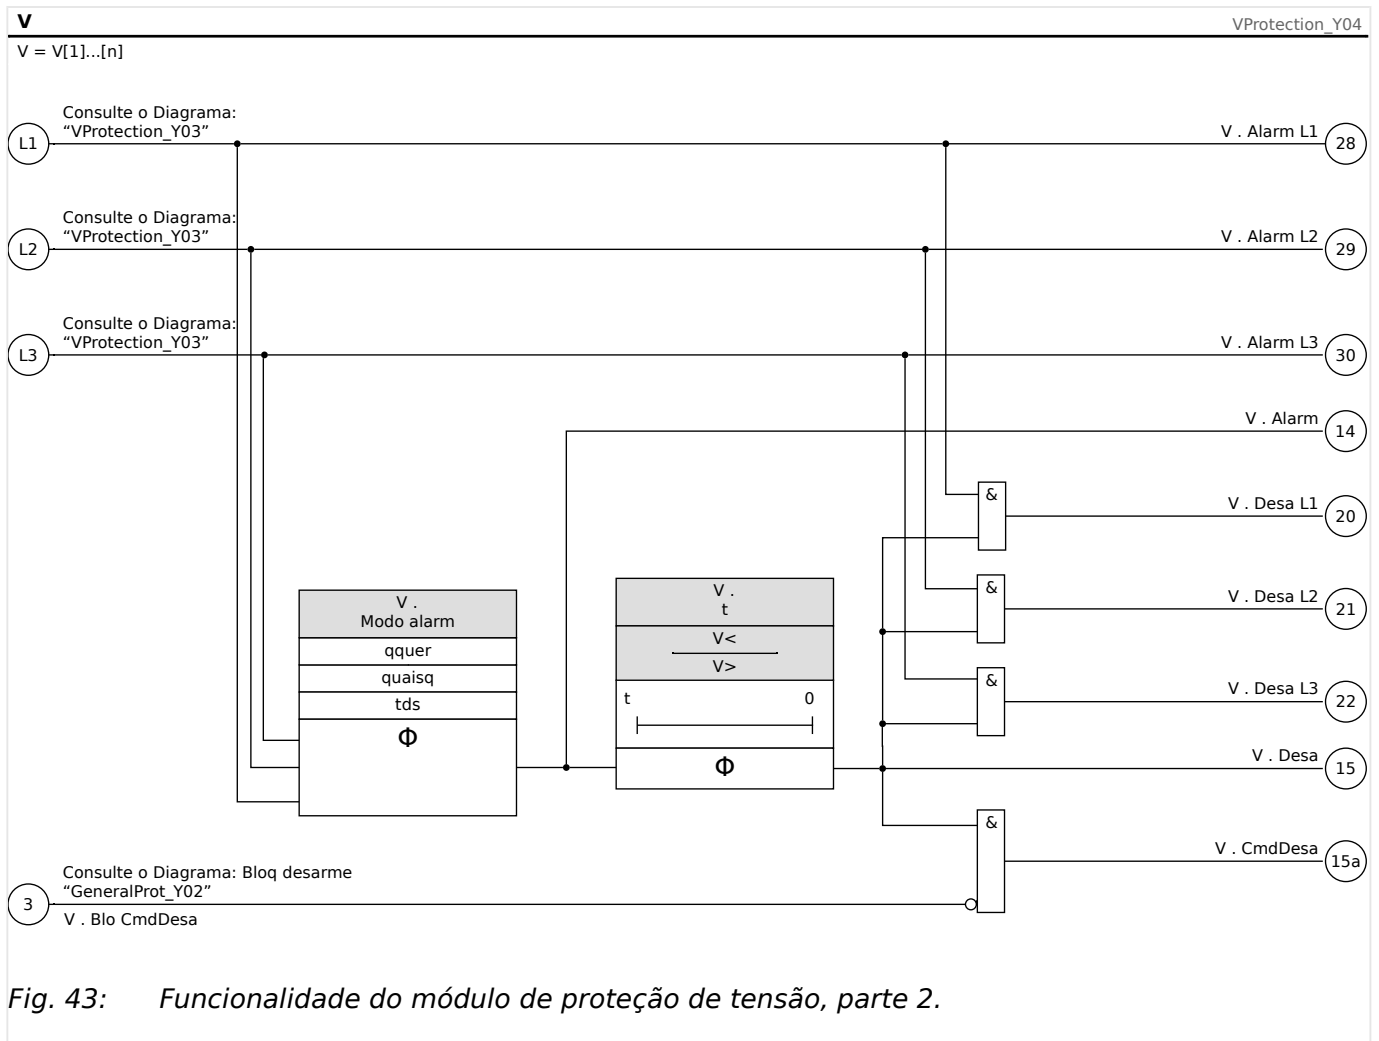 V
VProtection_Y04
V = V[1]...[n]
Consulte o Diagrama:
“VProtection_Y03”
L1
V . Alarm L1
28
Consulte o Diagrama:
“VProtection_Y03”
L2
V . Alarm L2
29
Consulte o Diagrama:
“VProtection_Y03”
L3
V . Alarm L3
30
V . Alarm
14
&
V . Desa L1
20
&
V . Desa L2
21
&
V . Desa L3
22
V .
Modo alarm
qquer
quaisq
tds
Φ
V .
t
V<
V>
t 0
Φ
V . Desa
15
&
V . CmdDesa
15a
Consulte o Diagrama: Bloq desarme
“GeneralProt_Y02”
3
V . Blo CmdDesa
Fig. 43: Funcionalidade do módulo de proteção de tensão, parte 2.